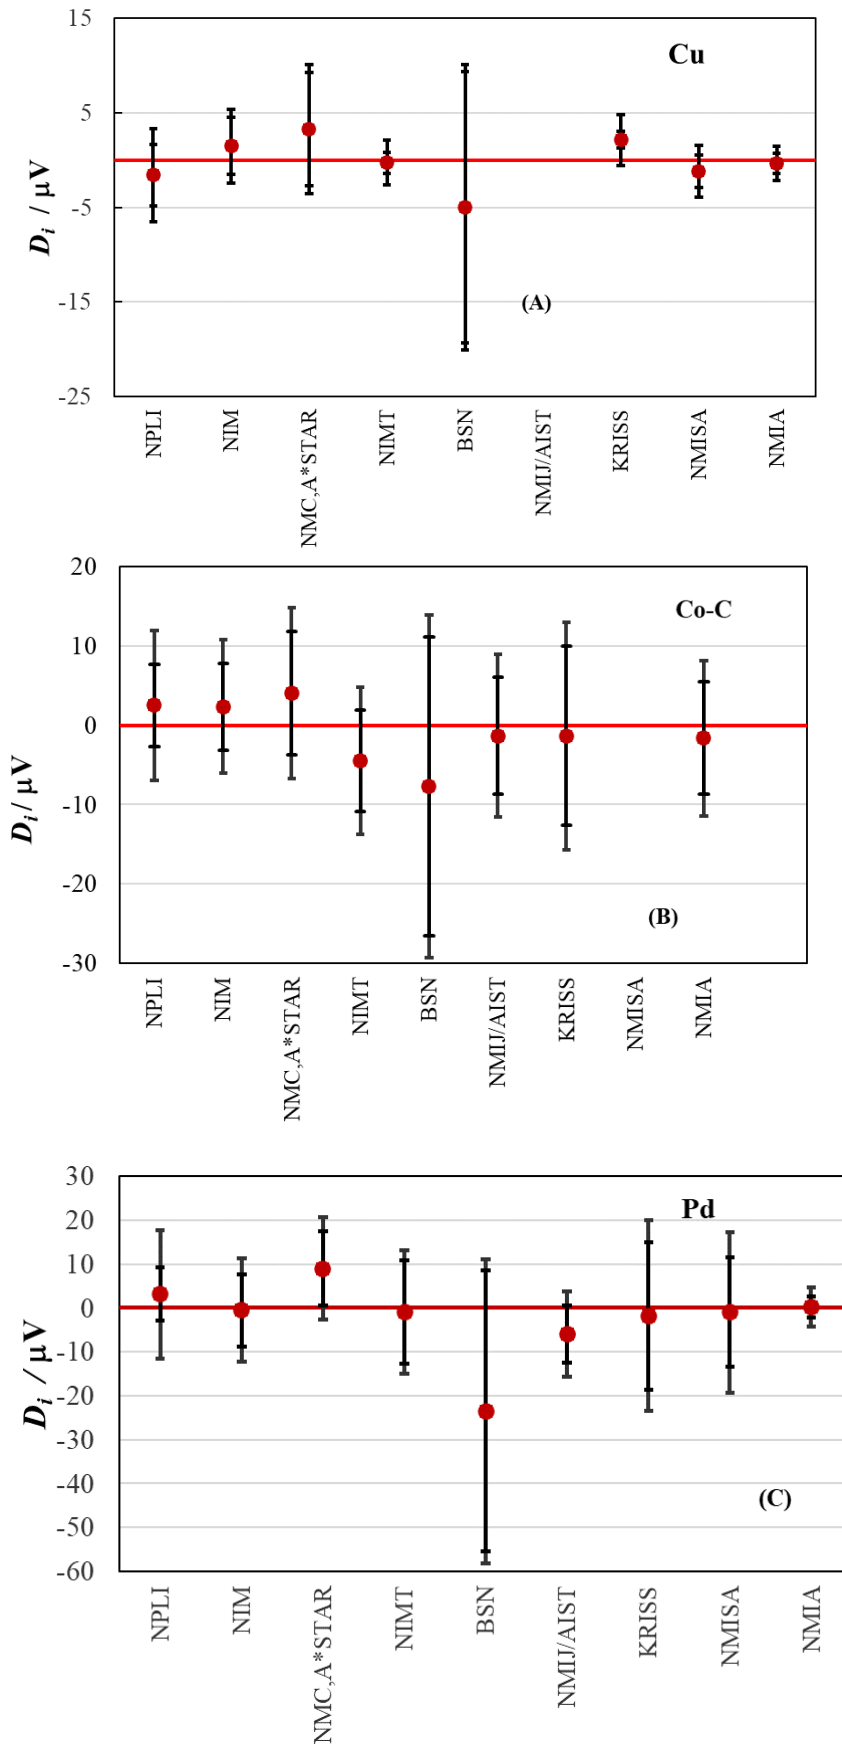 15
5
-5
-15
-25
D_i / µV
Cu
(A)
NPLI
NIM
NMC,A*STAR
NIMT
BSN
NMIJ/AIST
KRISS
NMISA
NMIA
20
10
0
-10
-20
-30
D_i / µV
Co-C
(B)
NPLI
NIM
NMC,A*STAR
NIMT
BSN
NMIJ/AIST
KRISS
NMISA
NMIA
30
20
10
0
-10
-20
-30
-40
-50
-60
D_i / µV
Pd
(C)
NPLI
NIM
NMC,A*STAR
NIMT
BSN
NMIJ/AIST
KRISS
NMISA
NMIA